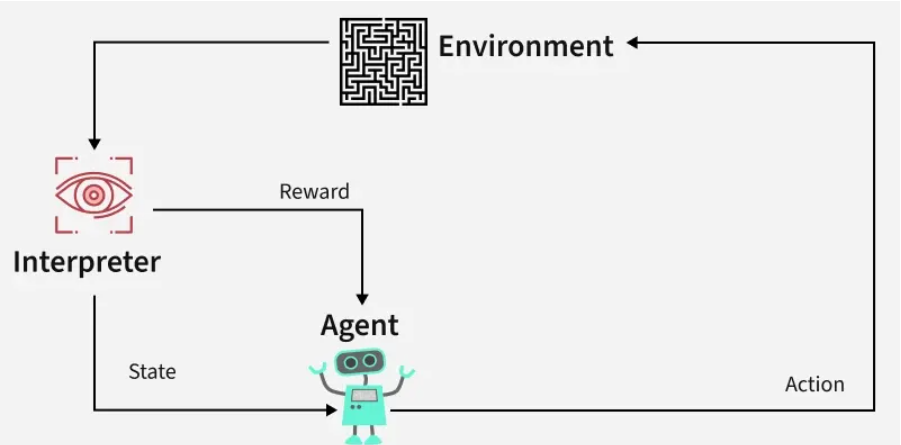 Environment
Reward
Interpreter
Agent
State
Action